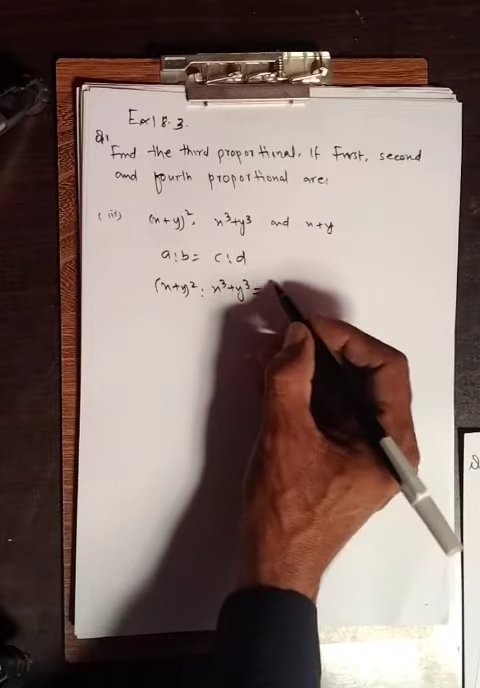 Ex 18.3.
Q1
Find the third proportional. If First, second
and fourth proportional are:
(iii) (x+y)², x³+y³ and x+y
a:b = c:d
(x+y)² : x³+y³ =